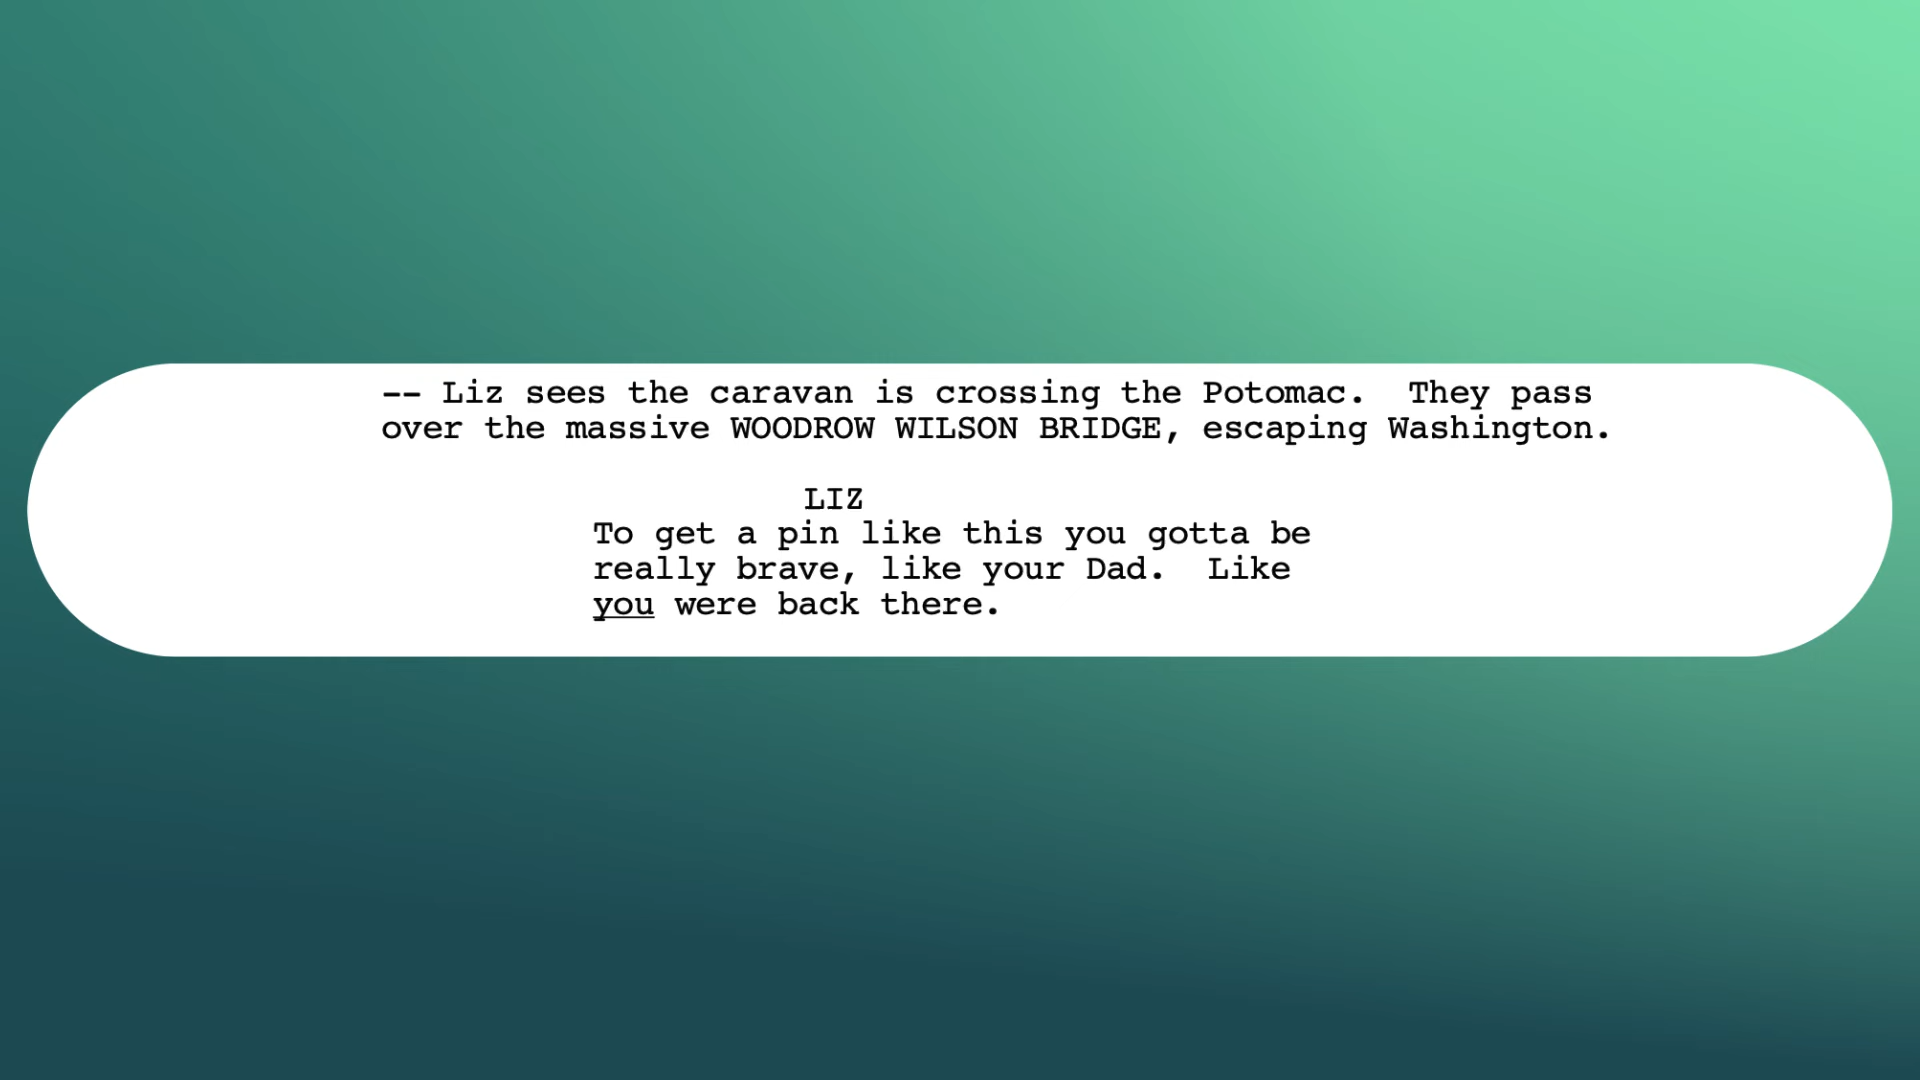 -- Liz sees the caravan is crossing the Potomac.  They pass
over the massive WOODROW WILSON BRIDGE, escaping Washington.
LIZ
To get a pin like this you gotta be
really brave, like your Dad.  Like
you were back there.